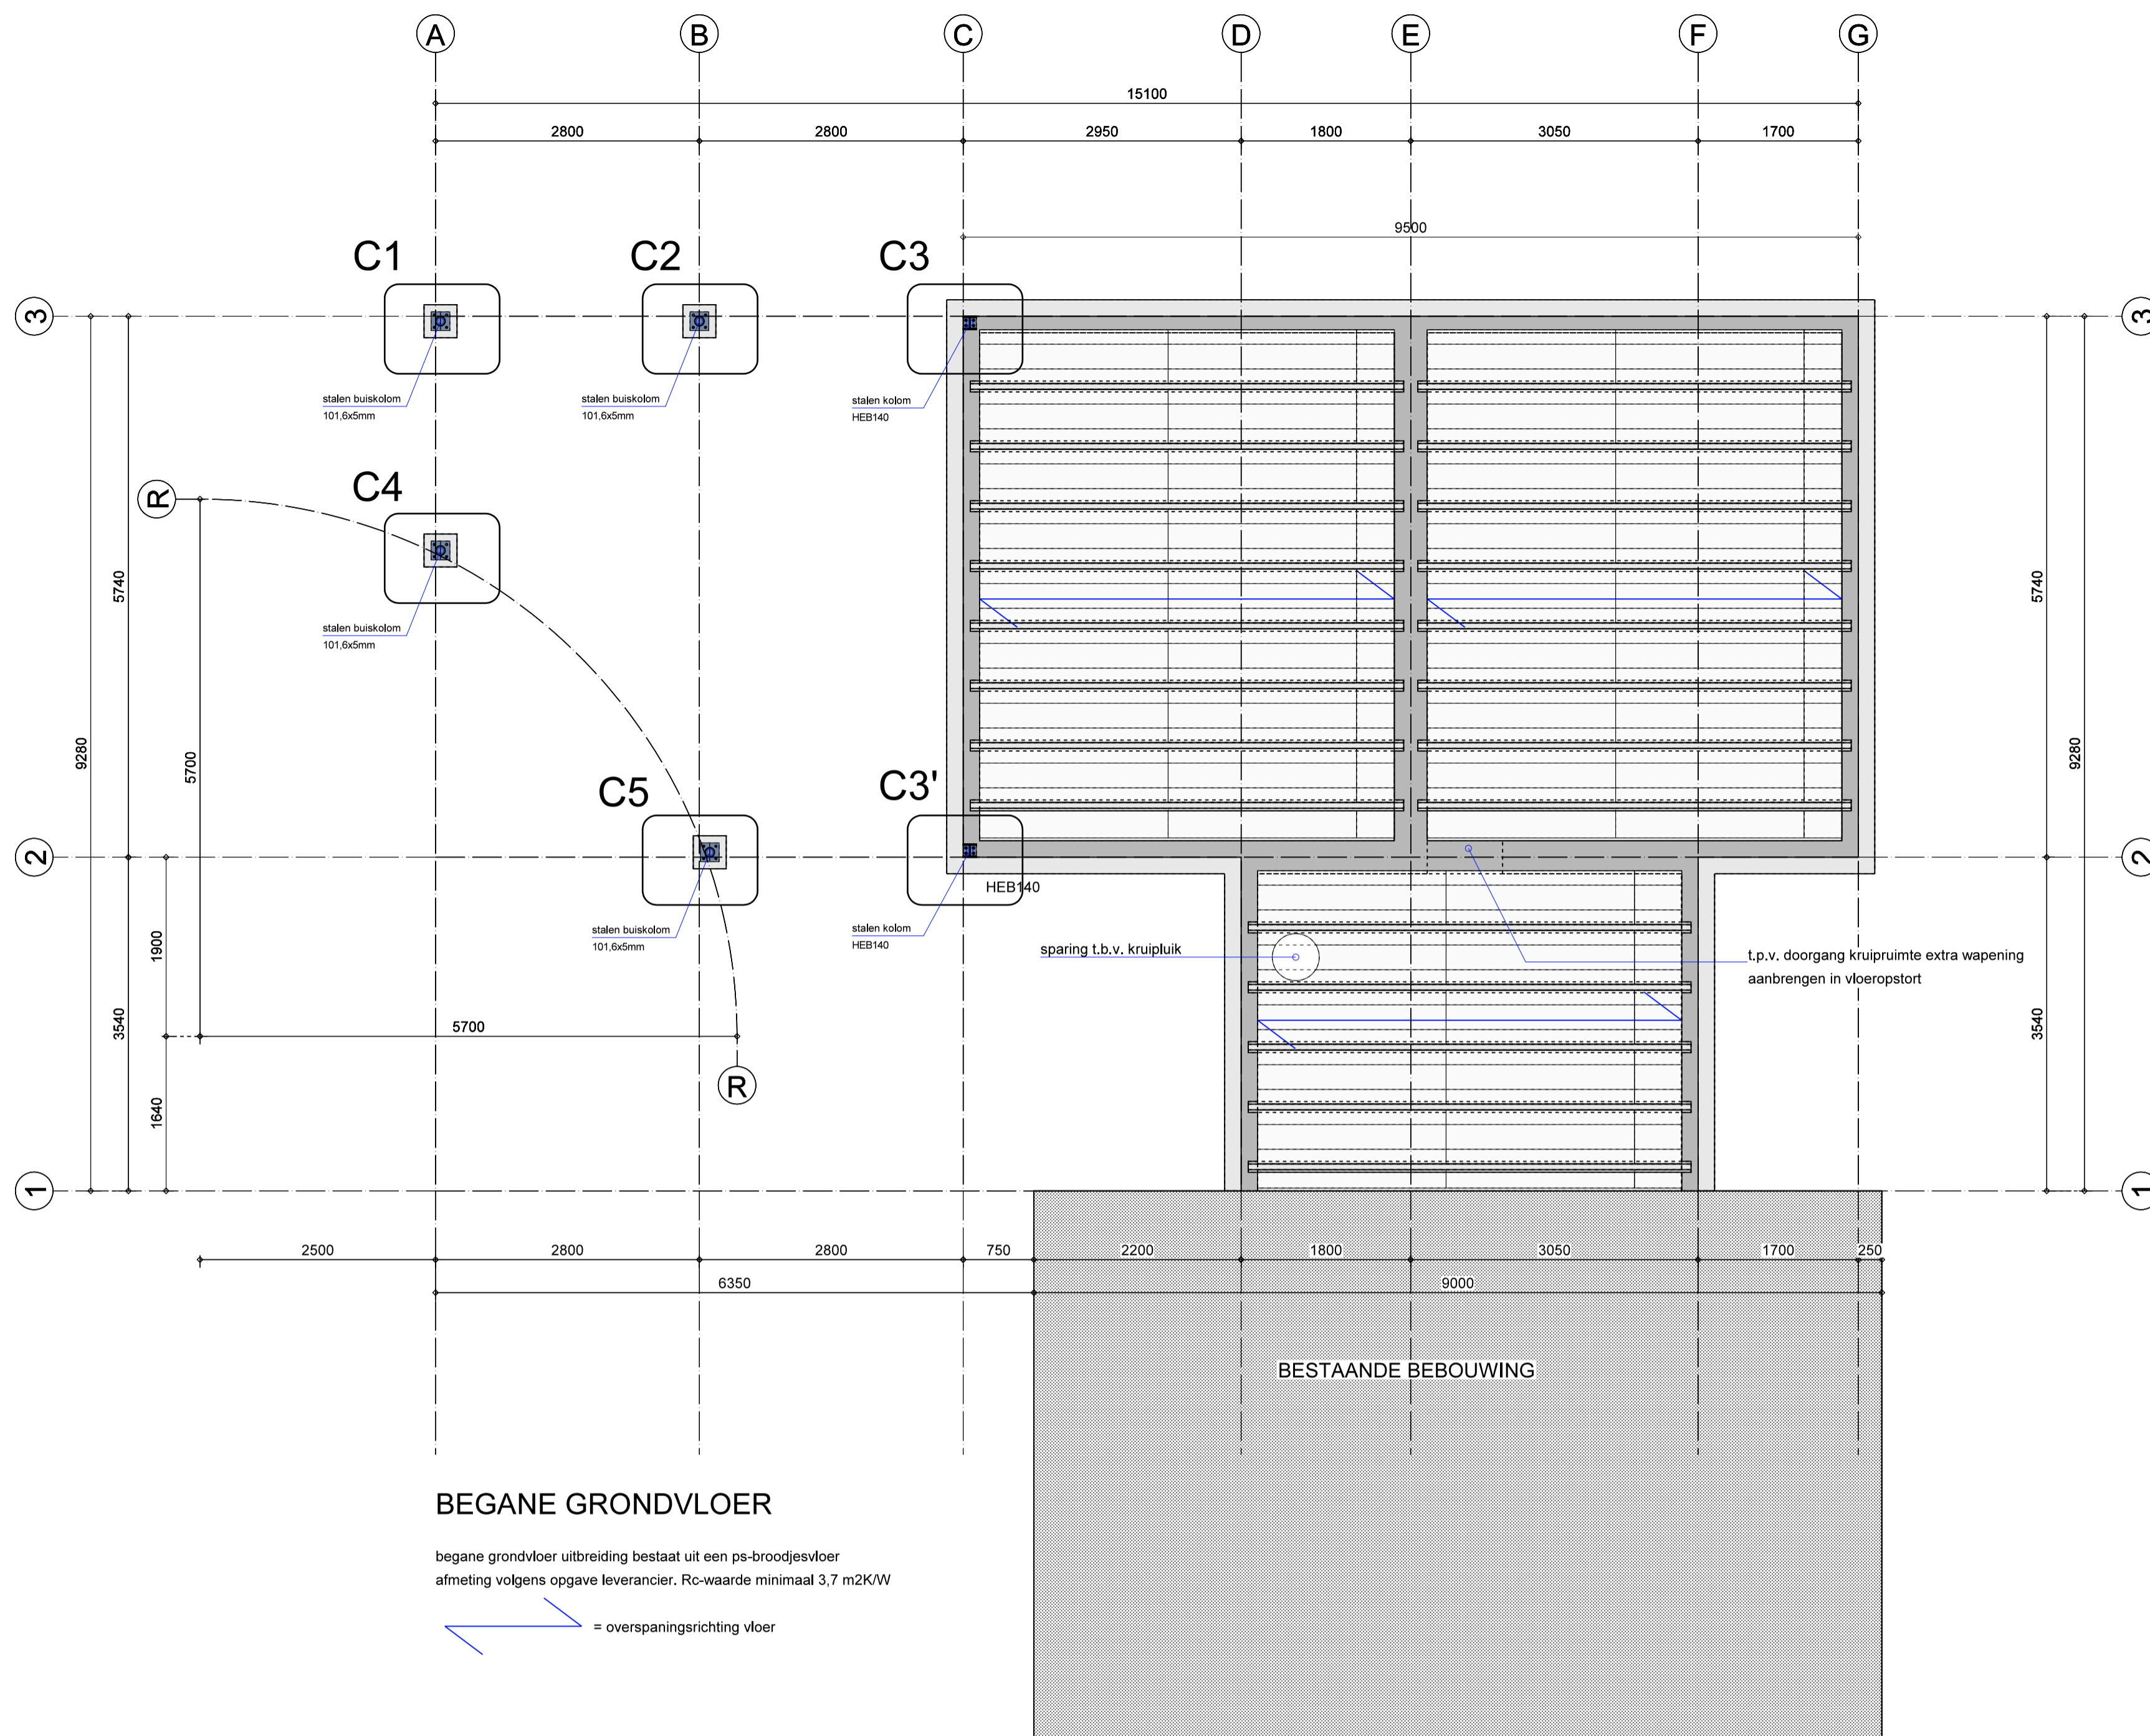 A B C D E F G
15100
2800 2800 2950 1800 3050 1700
9500
C1 C2 C3
3 3
stalen buiskolom
101,6x5mm
stalen buiskolom
101,6x5mm
stalen kolom
HEB140
R
C4
stalen buiskolom
101,6x5mm
5740
5740
9280
5700
9280
C5 C3'
2 2
HEB140
stalen buiskolom
101,6x5mm
stalen kolom
HEB140
1900
sparing t.b.v. kruipluik
t.p.v. doorgang kruipruimte extra wapening
aanbrengen in vloeropstort
3540
5700
3540
R
1640
1 1
2500 2800 2800 750 2200 1800 3050 1700 250
6350 9000
BESTAANDE BEBOUWING
BEGANE GRONDVLOER
begane grondvloer uitbreiding bestaat uit een ps-broodjesvloer
afmeting volgens opgave leverancier. Rc-waarde minimaal 3,7 m2K/W
= overspaningsrichting vloer